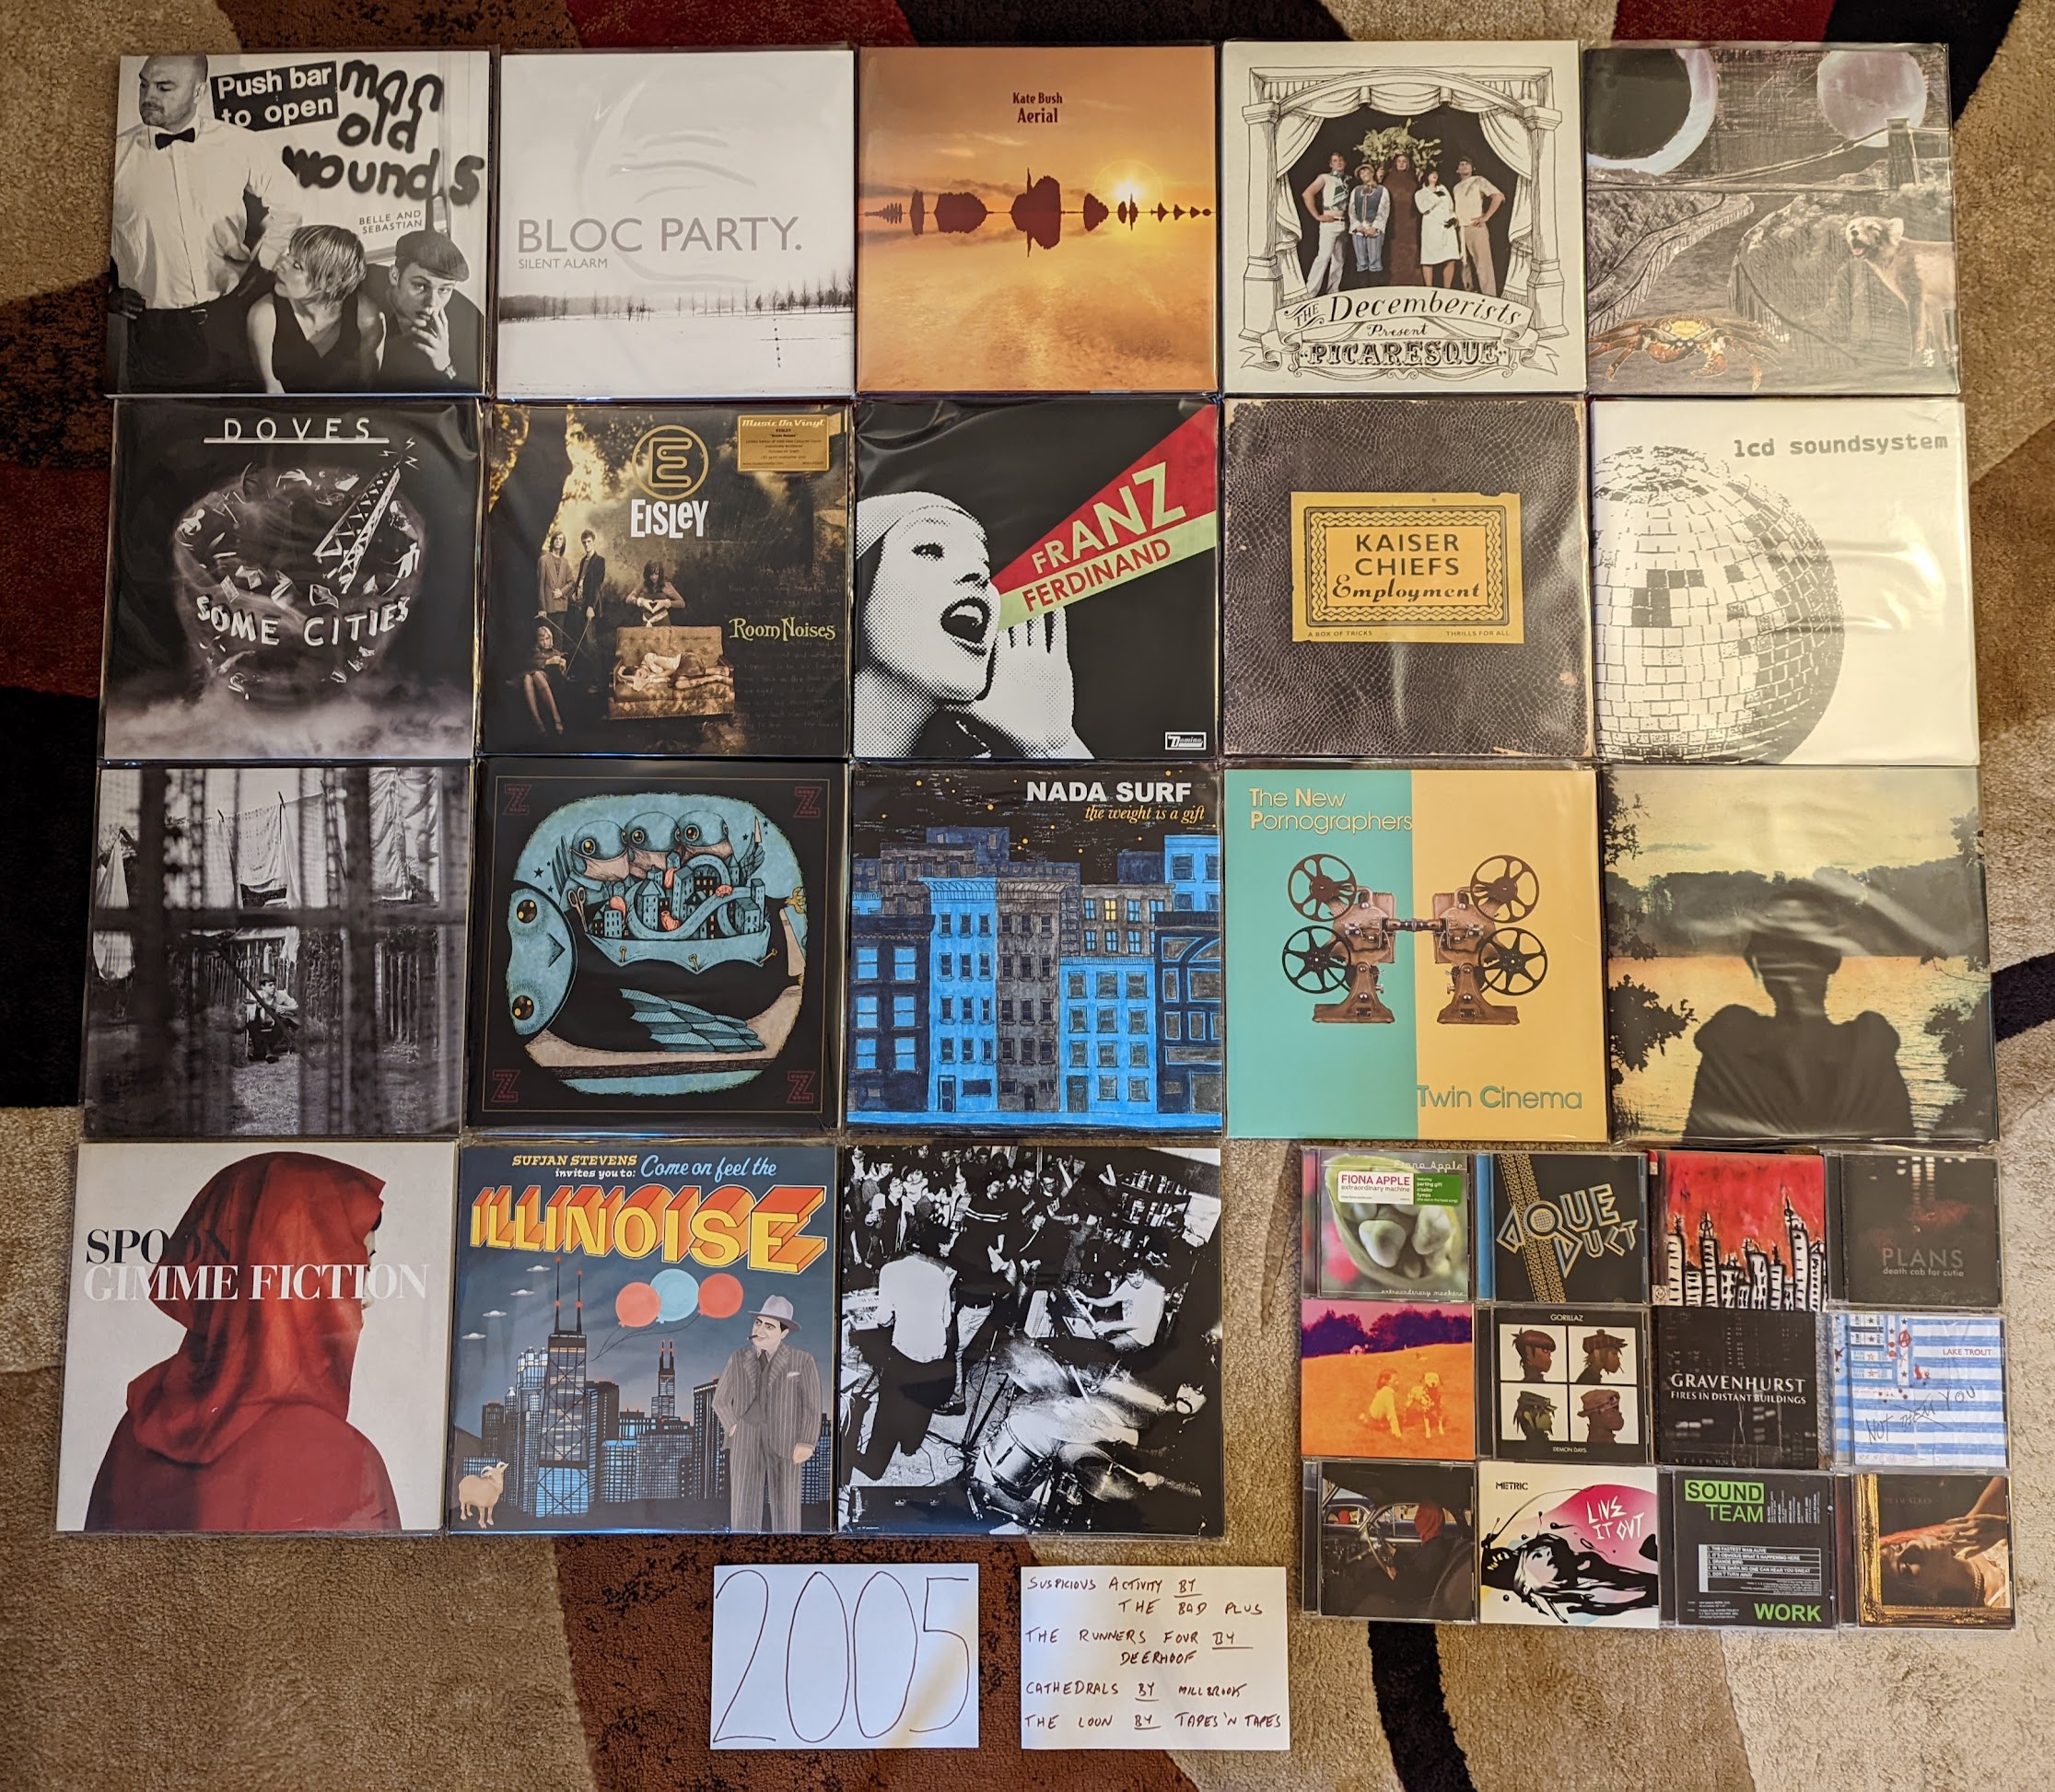 Push bar
to open
man
old
wounds
BELLE AND
SEBASTIAN
BLOC PARTY.
SILENT ALARM
Kate Bush
Aerial
THE Decemberists
Present
PICARESQUE
DOVES
SOME CITIES
Music On Vinyl
E
EISLEY
Room Noises
FRANZ
FERDINAND
Domino
KAISER
CHIEFS
Employment
A BOX OF TRICKS
THRILLS FOR ALL
lcd soundsystem
Z
Z
Z
Z
NADA SURF
the weight is a gift
The New
Pornographers
Twin Cinema
SPOON
GIMME FICTION
SUFJAN STEVENS
invites you to: Come on feel the
ILLINOISE
Fiona Apple
FIONA APPLE
extraordinary machine
extraordinary machine
AQUE
DUCT
PLANS
death cab for cutie
GORILLAZ
DEMON DAYS
GRAVENHURST
FIRES IN DISTANT BUILDINGS
LAKE TROUT
NOT THEM YOU
METRIC
LIVE
IT OUT
SOUND
TEAM
WORK
2005
SUSPICIOUS ACTIVITY BY
THE BAD PLUS
THE RUNNERS FOUR BY
DEERHOOF
CATHEDRALS BY MILLBROOK
THE LOON BY TAPES 'N TAPES